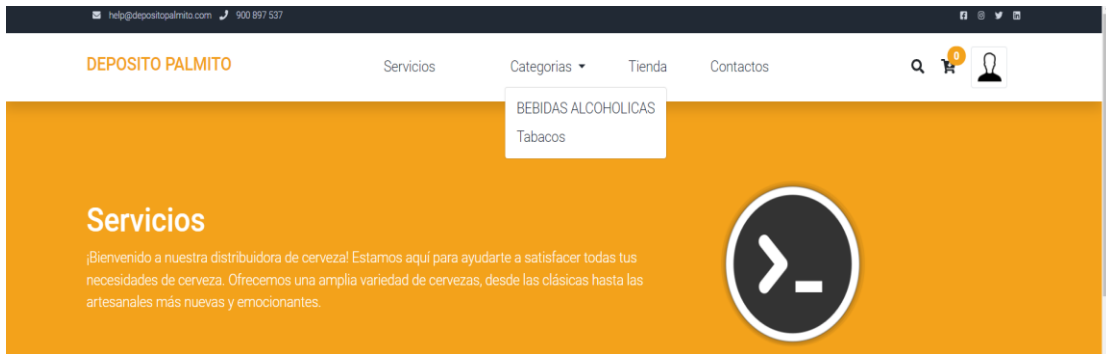 help@depositopalmito.com 900 897 537
DEPOSITO PALMITO Servicios Categorias Tienda Contactos 0
BEBIDAS ALCOHOLICAS
Tabacos
Servicios
¡Bienvenido a nuestra distribuidora de cerveza! Estamos aquí para ayudarte a satisfacer todas tus
necesidades de cerveza. Ofrecemos una amplia variedad de cervezas, desde las clásicas hasta las
artesanales más nuevas y emocionantes.